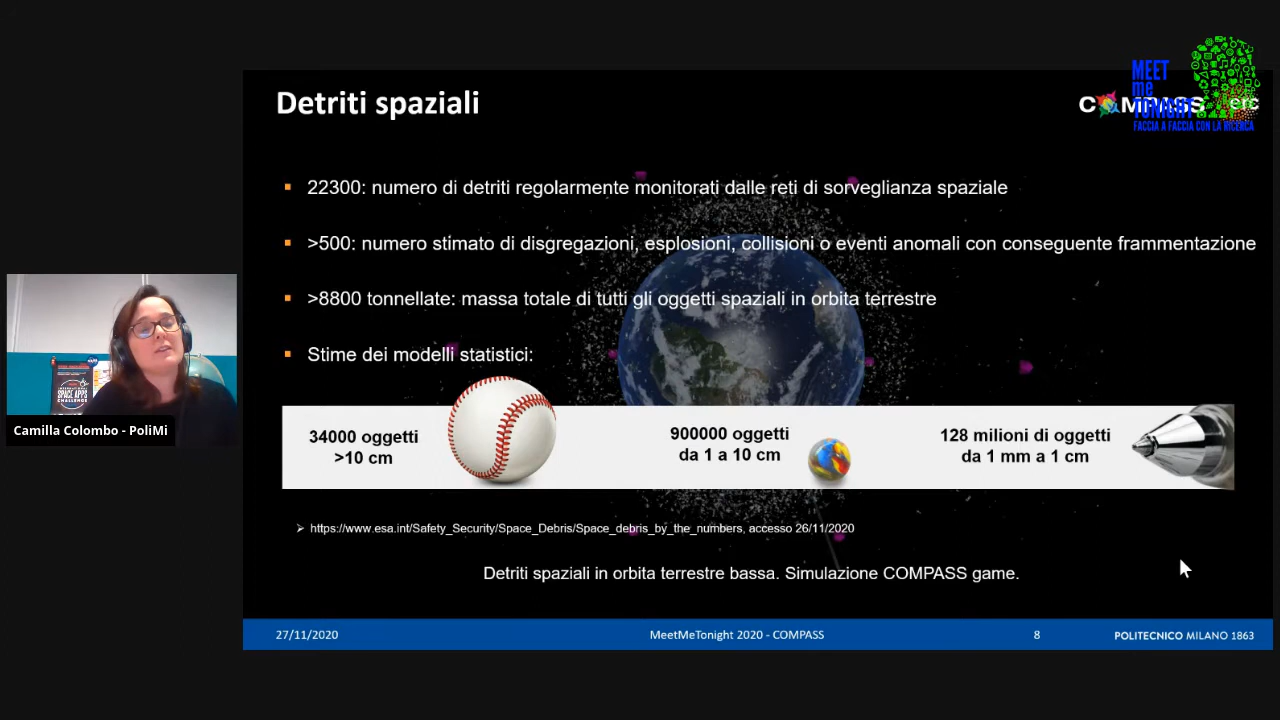 Detriti spaziali
COMPASS
erc
MEET
me
TONIGHT
FACCIA A FACCIA CON LA RICERCA
▪ 22300: numero di detriti regolarmente monitorati dalle reti di sorveglianza spaziale
▪ >500: numero stimato di disgregazioni, esplosioni, collisioni o eventi anomali con conseguente frammentazione
▪ >8800 tonnellate: massa totale di tutti gli oggetti spaziali in orbita terrestre
▪ Stime dei modelli statistici:
34000 oggetti
>10 cm
900000 oggetti
da 1 a 10 cm
128 milioni di oggetti
da 1 mm a 1 cm
➢ https://www.esa.int/Safety_Security/Space_Debris/Space_debris_by_the_numbers, accesso 26/11/2020
Detriti spaziali in orbita terrestre bassa. Simulazione COMPASS game.
27/11/2020
MeetMeTonight 2020 - COMPASS
8
POLITECNICO MILANO 1863
SPACE APPS
CHALLENGE
Camilla Colombo - PoliMi